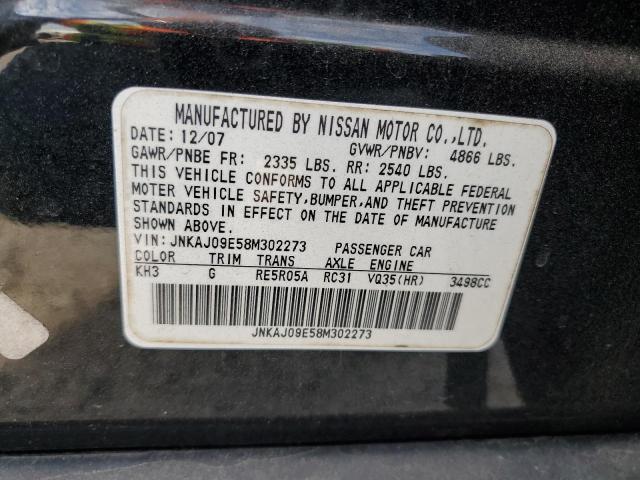 MANUFACTURED BY NISSAN MOTOR CO.,LTD.
DATE: 12/07 GVWR/PNBV: 4866 LBS.
GAWR/PNBE FR: 2335 LBS. RR: 2540 LBS.
THIS VEHICLE CONFORMS TO ALL APPLICABLE FEDERAL
MOTOR VEHICLE SAFETY,BUMPER,AND THEFT PREVENTION
STANDARDS IN EFFECT ON THE DATE OF MANUFACTURE
SHOWN ABOVE.
VIN: JNKAJ09E58M302273 PASSENGER CAR
COLOR TRIM TRANS AXLE ENGINE
KH3 G RE5R05A RC31 VQ35(HR) 3498CC
JNKAJ09E58M302273